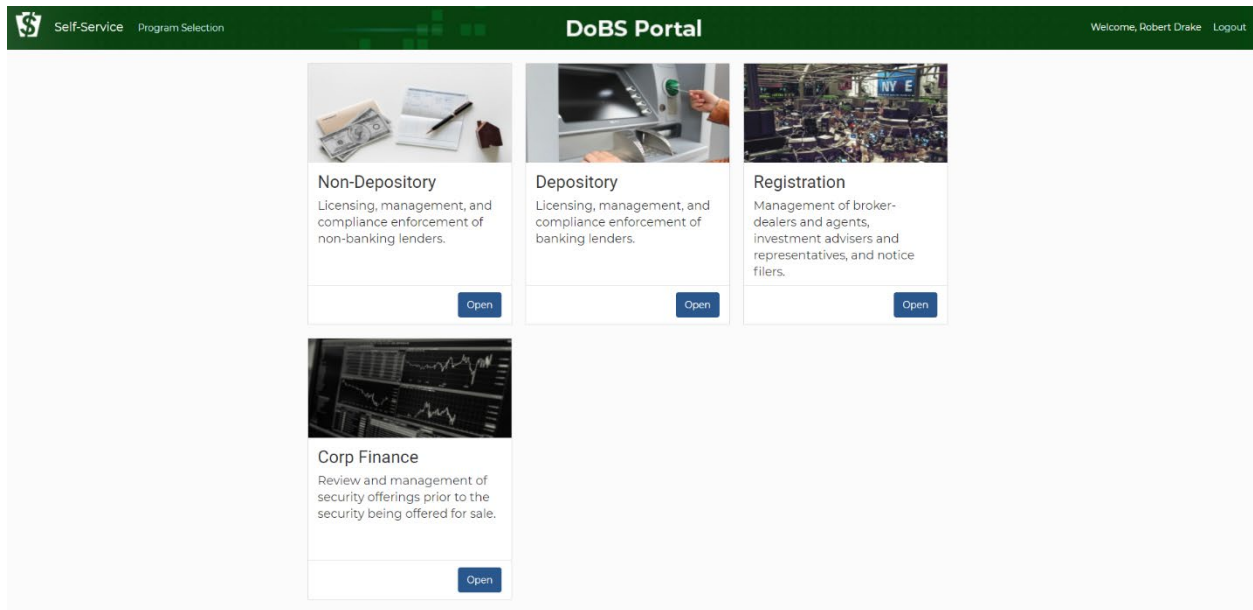 Self-Service Program Selection DoBS Portal Welcome, Robert Drake Logout
NY E
Non-Depository
Licensing, management, and
compliance enforcement of
non-banking lenders.
Open
Depository
Licensing, management, and
compliance enforcement of
banking lenders.
Open
Registration
Management of broker-
dealers and agents,
investment advisers and
representatives, and notice
filers.
Open
Corp Finance
Review and management of
security offerings prior to the
security being offered for sale.
Open